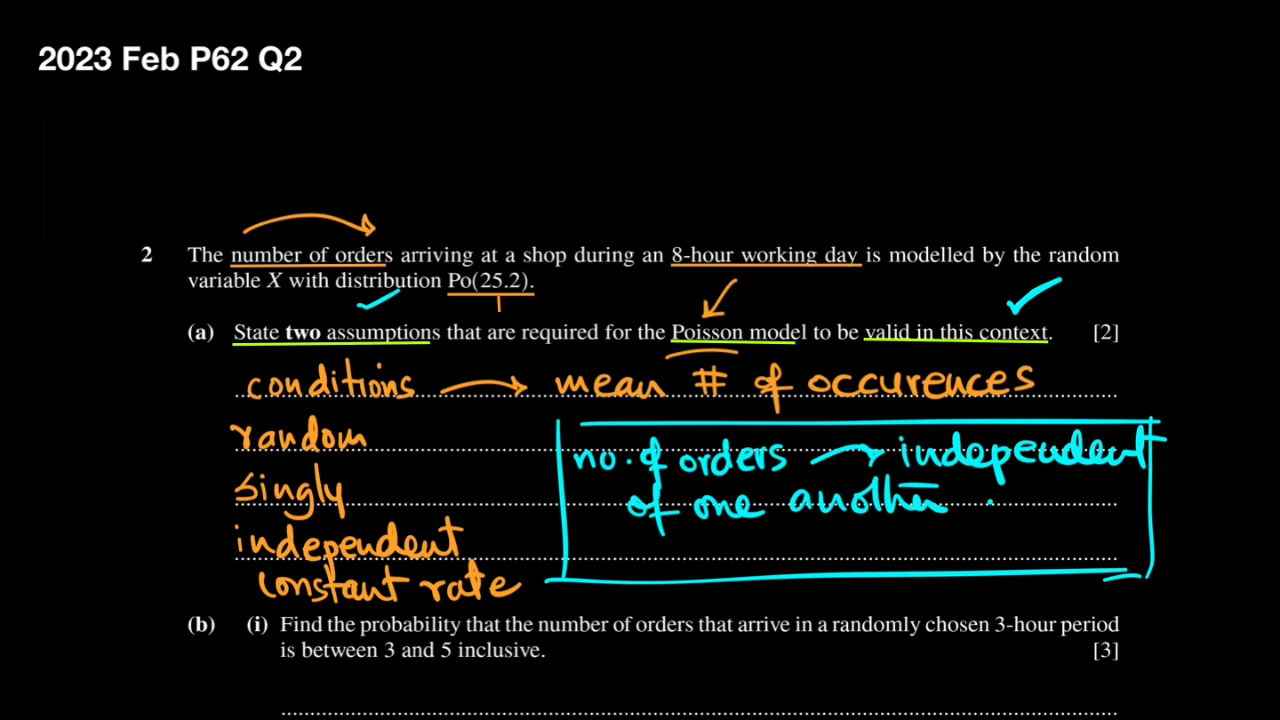 2023 Feb P62 Q2
2 The number of orders arriving at a shop during an 8-hour working day is modelled by the random
variable X with distribution Po(25.2).
(a) State two assumptions that are required for the Poisson model to be valid in this context. [2]
conditions → mean # of occurences
random
singly
independent
constant rate
no. of orders → independent
of one another.
(b) (i) Find the probability that the number of orders that arrive in a randomly chosen 3-hour period
is between 3 and 5 inclusive. [3]